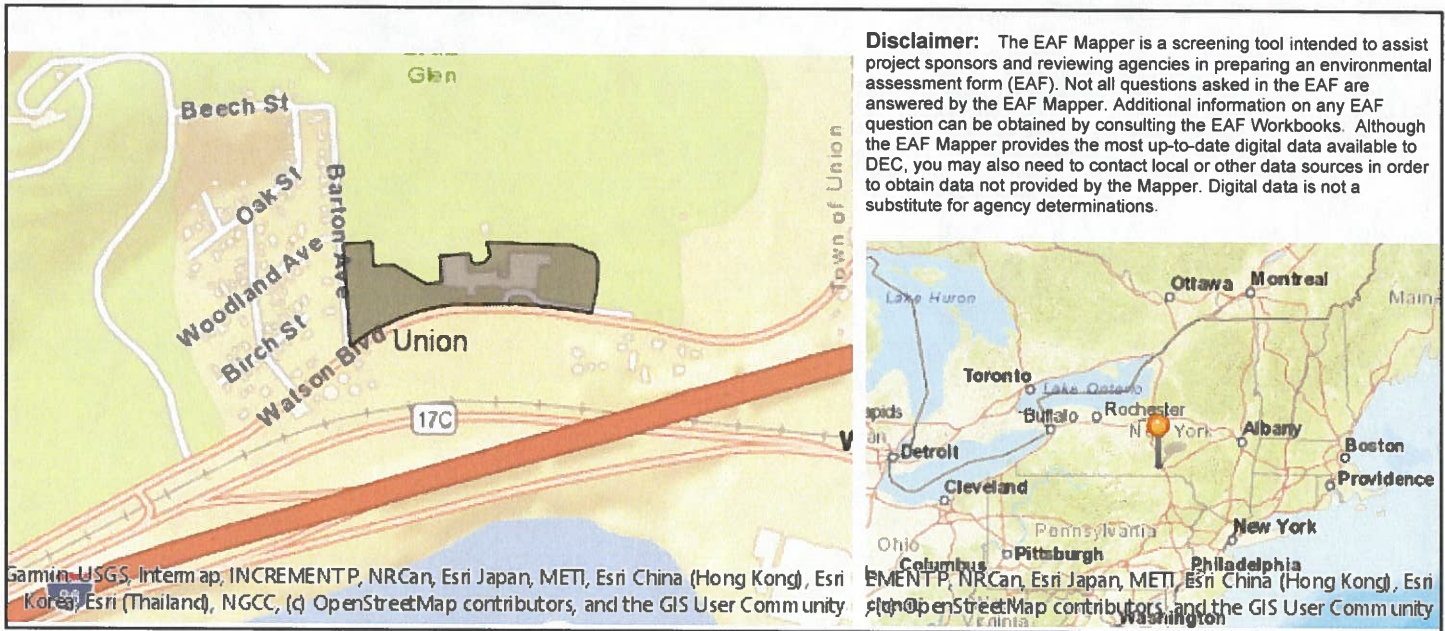 Glen
Beech St
Oak St
Barton Ave
Woodland Ave
Birch St
Watson Blvd
Union
Town of Union
17C
W
86
Garmin, USGS, Intermap, INCREMENT P, NRCan, Esri Japan, METI, Esri China (Hong Kong), Esri
Korea, Esri (Thailand), NGCC, (c) OpenStreetMap contributors, and the GIS User Community
Disclaimer: The EAF Mapper is a screening tool intended to assist
project sponsors and reviewing agencies in preparing an environmental
assessment form (EAF). Not all questions asked in the EAF are
answered by the EAF Mapper. Additional information on any EAF
question can be obtained by consulting the EAF Workbooks. Although
the EAF Mapper provides the most up-to-date digital data available to
DEC, you may also need to contact local or other data sources in order
to obtain data not provided by the Mapper. Digital data is not a
substitute for agency determinations.
Ottawa
Montreal
Lake Huron
Main
Toronto
Lake Ontario
apids
Buffalo
Rochester
New York
Albany
an
Detroit
Boston
Providence
Cleveland
Pennsylvania
New York
Ohio
Pittsburgh
Philadelphia
Columbus
EMENT P, NRCan, Esri Japan, METI, Esri China (Hong Kong), Esri
(c) OpenStreetMap contributors, and the GIS User Community
Washington